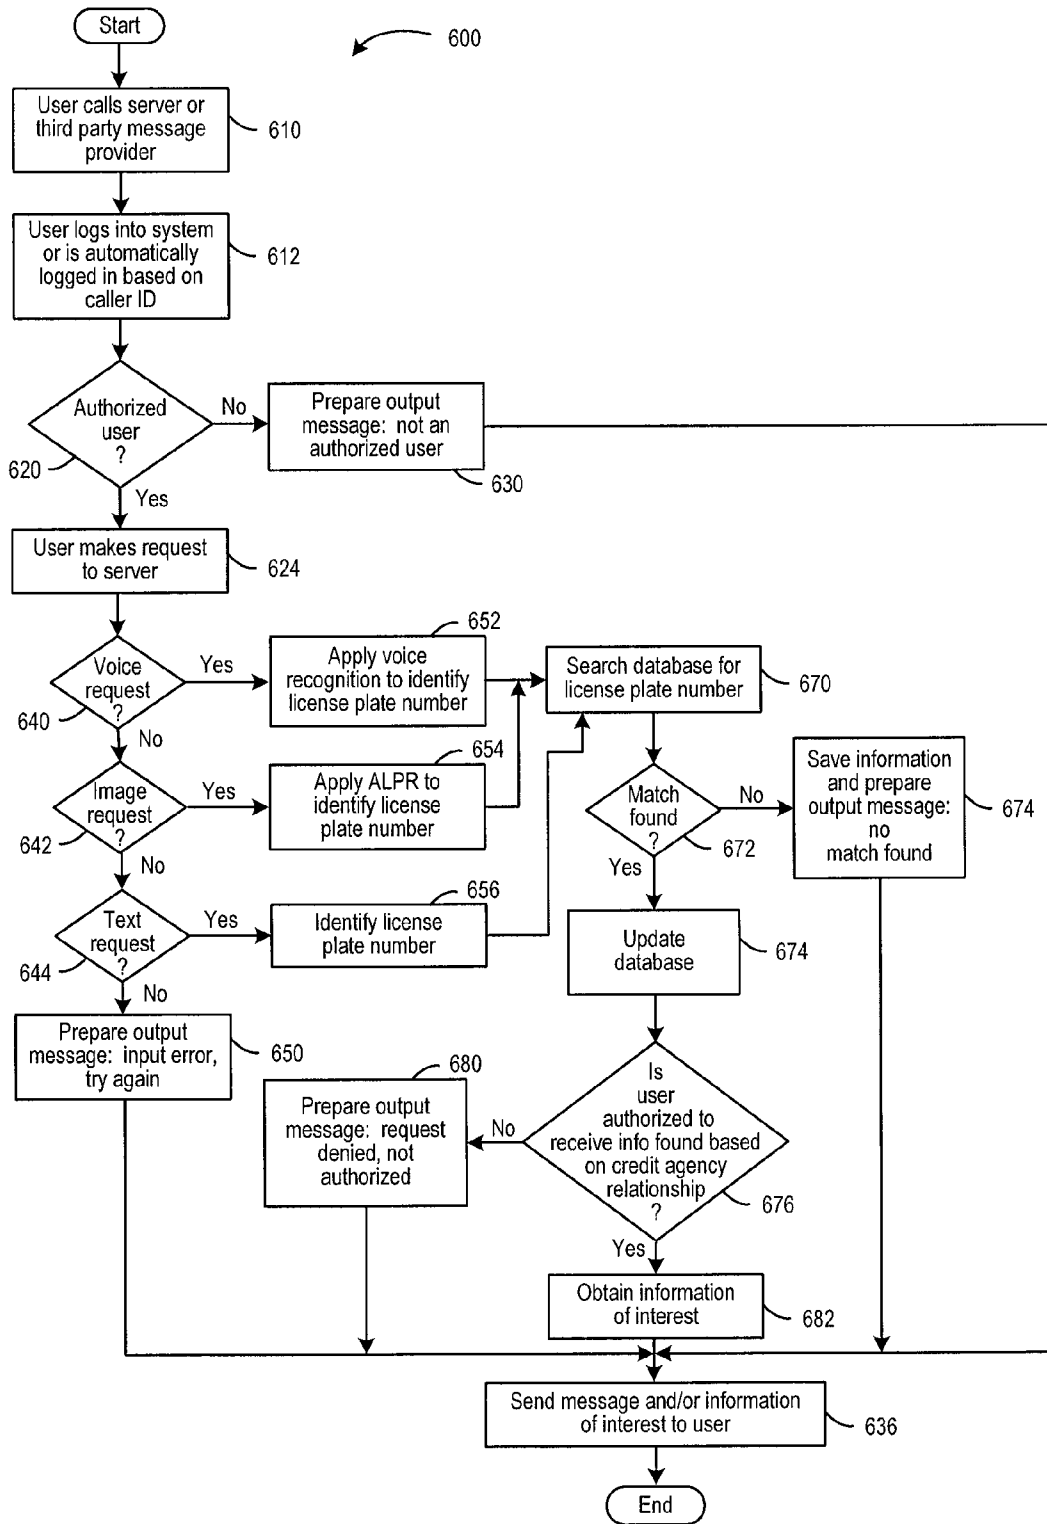 Start
600
User calls server or
third party message
provider
610
User logs into system
or is automatically
logged in based on
caller ID
612
Authorized
user
?
620
No
Prepare output
message: not an
authorized user
630
Yes
User makes request
to server
624
Voice
request
?
640
Yes
Apply voice
recognition to identify
license plate number
652
Search database for
license plate number
670
No
Image
request
?
642
Yes
Apply ALPR to
identify license
plate number
654
Match
found
?
672
No
Save information
and prepare
output message:
no
match found
674
No
Text
request
?
644
Yes
Identify license
plate number
656
Yes
Update
database
674
No
Prepare output
message: input error,
try again
650
Is
user
authorized to
receive info found based
on credit agency
relationship
?
676
No
Prepare output
message: request
denied, not
authorized
680
Yes
Obtain information
of interest
682
Send message and/or information
of interest to user
636
End